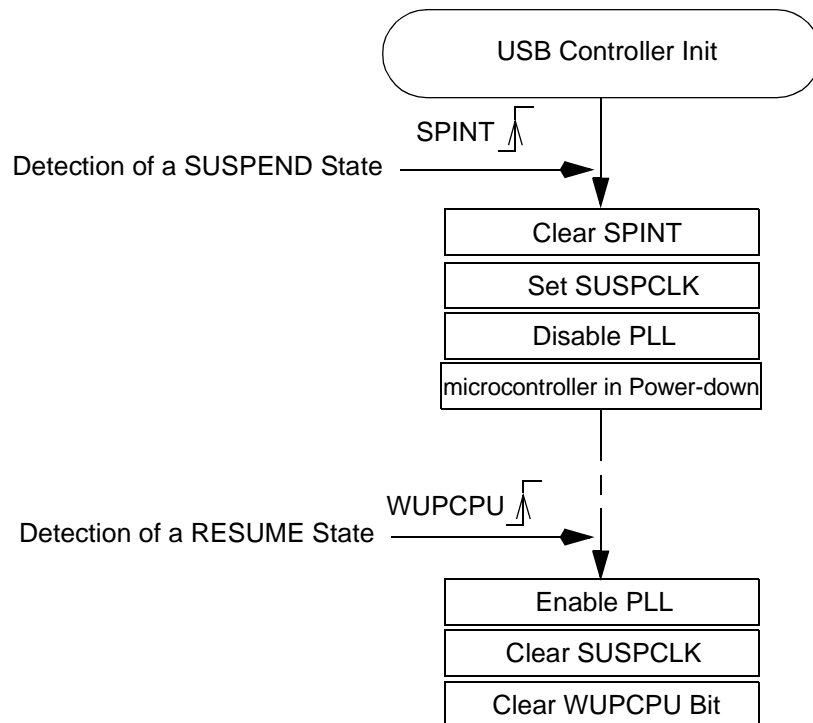 USB Controller Init
SPINT
Detection of a SUSPEND State
Clear SPINT
Set SUSPCLK
Disable PLL
microcontroller in Power-down
WUPCPU
Detection of a RESUME State
Enable PLL
Clear SUSPCLK
Clear WUPCPU Bit